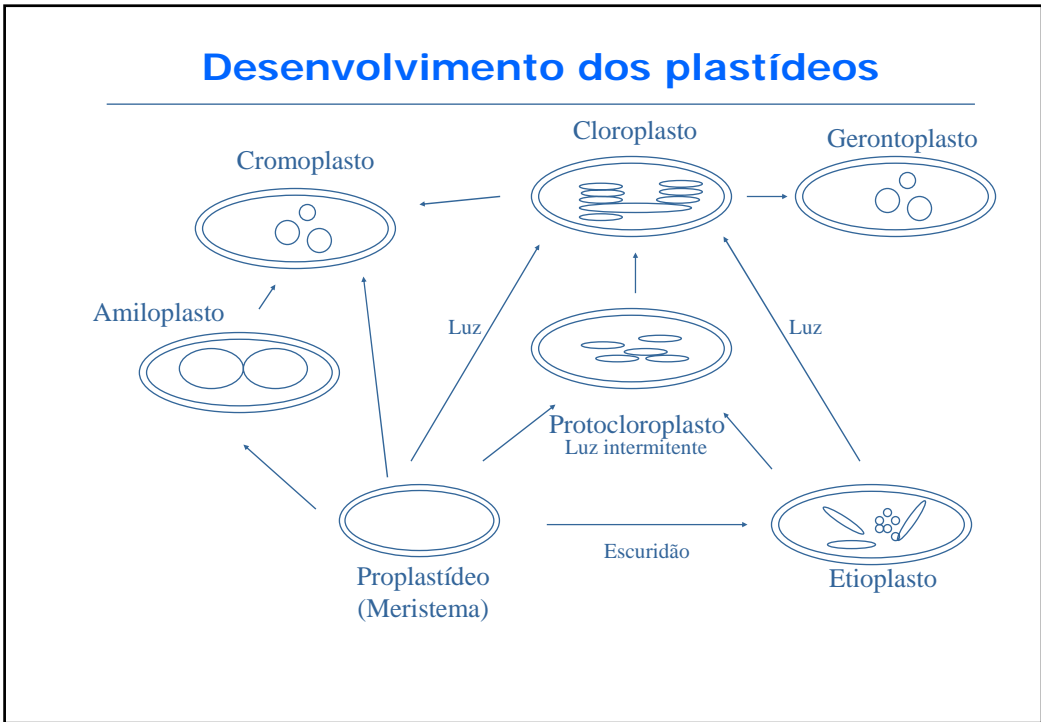 Desenvolvimento dos plastídeos
Cloroplasto
Gerontoplasto
Cromoplasto
Amiloplasto
Luz
Luz
Protocloroplasto
Luz intermitente
Escuridão
Proplastídeo
(Meristema)
Etioplasto